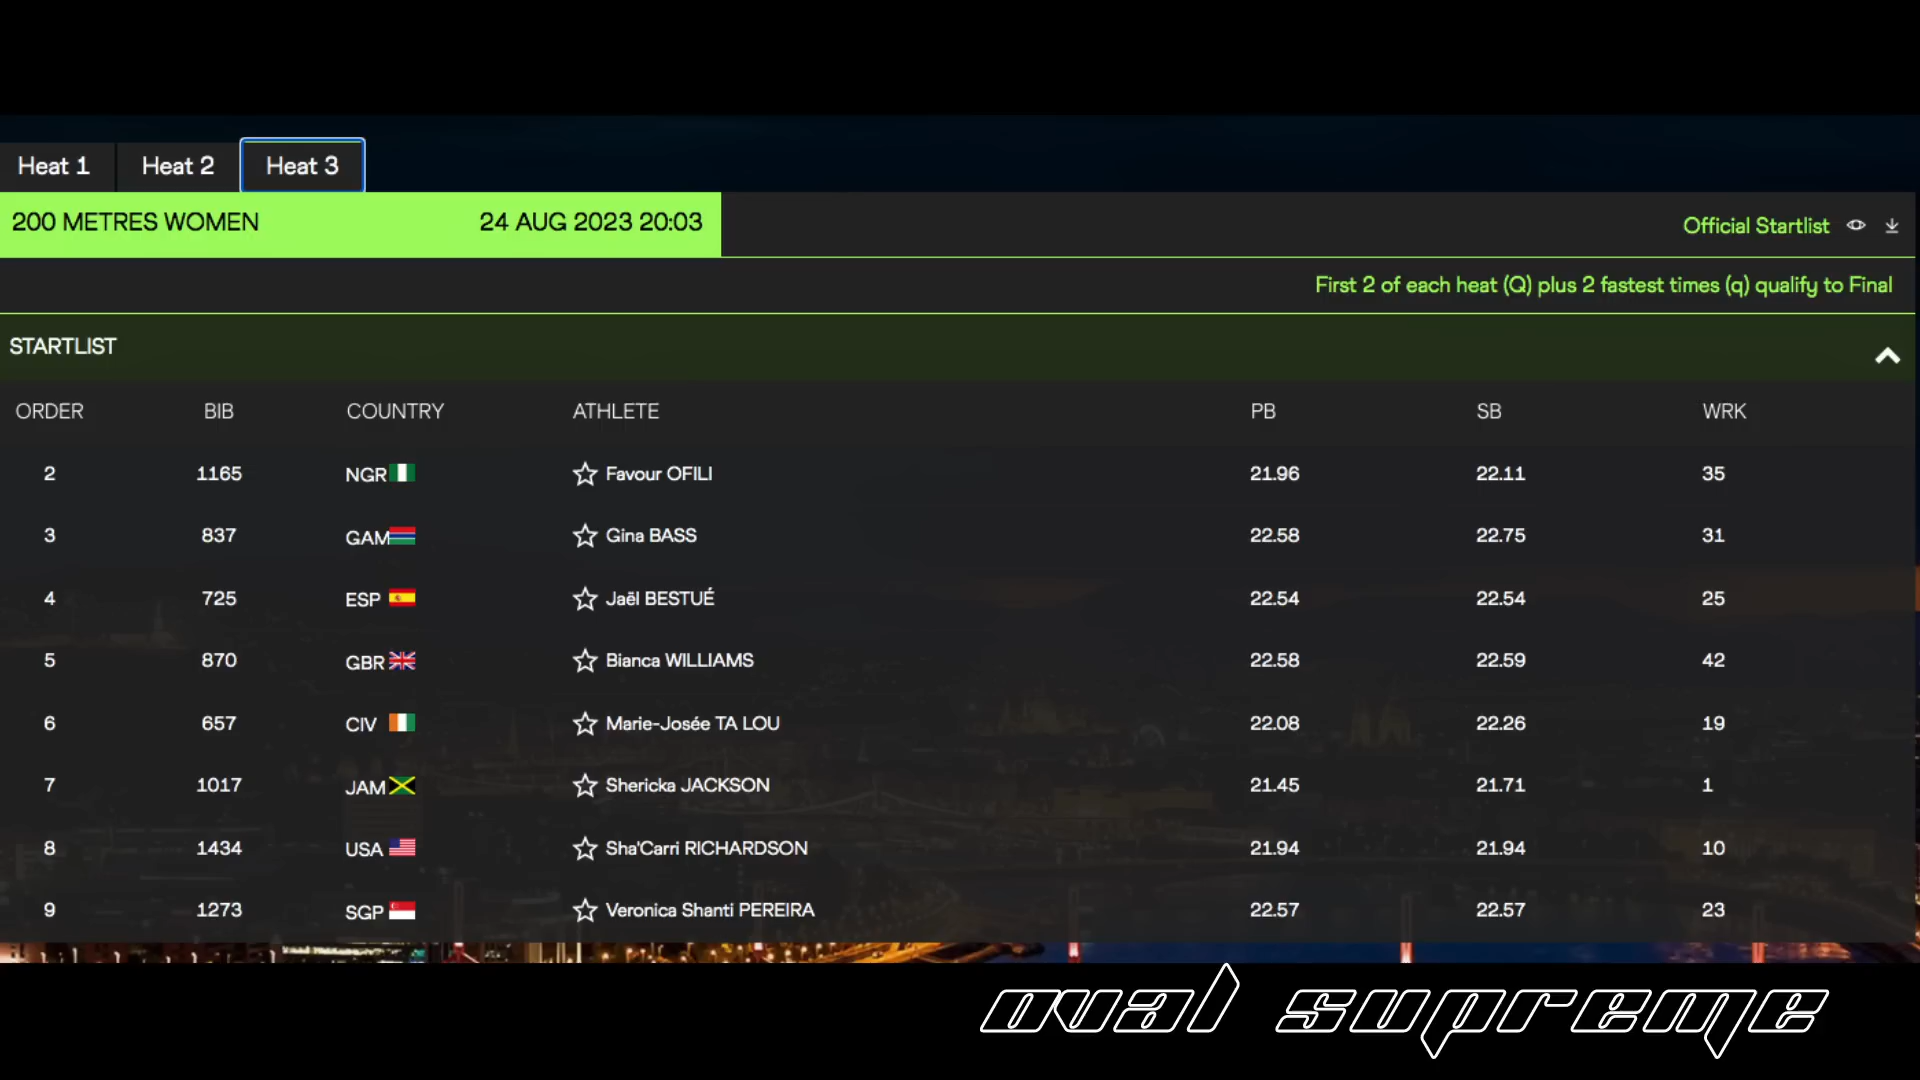 Heat 1 Heat 2 Heat 3
200 METRES WOMEN 24 AUG 2023 20:03 Official Startlist
First 2 of each heat (Q) plus 2 fastest times (q) qualify to Final
STARTLIST
ORDER BIB COUNTRY ATHLETE PB SB WRK
2 1165 NGR Favour OFILI 21.96 22.11 35
3 837 GAM Gina BASS 22.58 22.75 31
4 725 ESP Jaël BESTUÉ 22.54 22.54 25
5 870 GBR Bianca WILLIAMS 22.58 22.59 42
6 657 CIV Marie-Josée TA LOU 22.08 22.26 19
7 1017 JAM Shericka JACKSON 21.45 21.71 1
8 1434 USA Sha'Carri RICHARDSON 21.94 21.94 10
9 1273 SGP Veronica Shanti PEREIRA 22.57 22.57 23
oval supreme